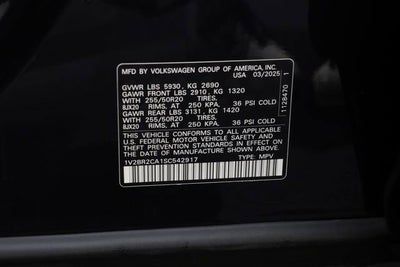 MFD BY VOLKSWAGEN GROUP OF AMERICA, INC.
USA 03/2025
GVWR LBS 5930, KG 2690
GAWR FRONT LBS 2910, KG 1320
WITH 255/50R20 TIRES,
8JX20 RIMS, AT 250 KPA, 36 PSI COLD
GAWR REAR LBS 3131, KG 1420
WITH 255/50R20 TIRES,
8JX20 RIMS, AT 250 KPA, 36 PSI COLD
THIS VEHICLE CONFORMS TO ALL APPLICABLE
U.S. FEDERAL MOTOR VEHICLE SAFETY AND
THEFT PREVENTION STANDARDS IN EFFECT ON
THE DATE OF MANUFACTURE SHOWN ABOVE.
1V2BR2CA1SC542917 TYPE: MPV
1128470 1